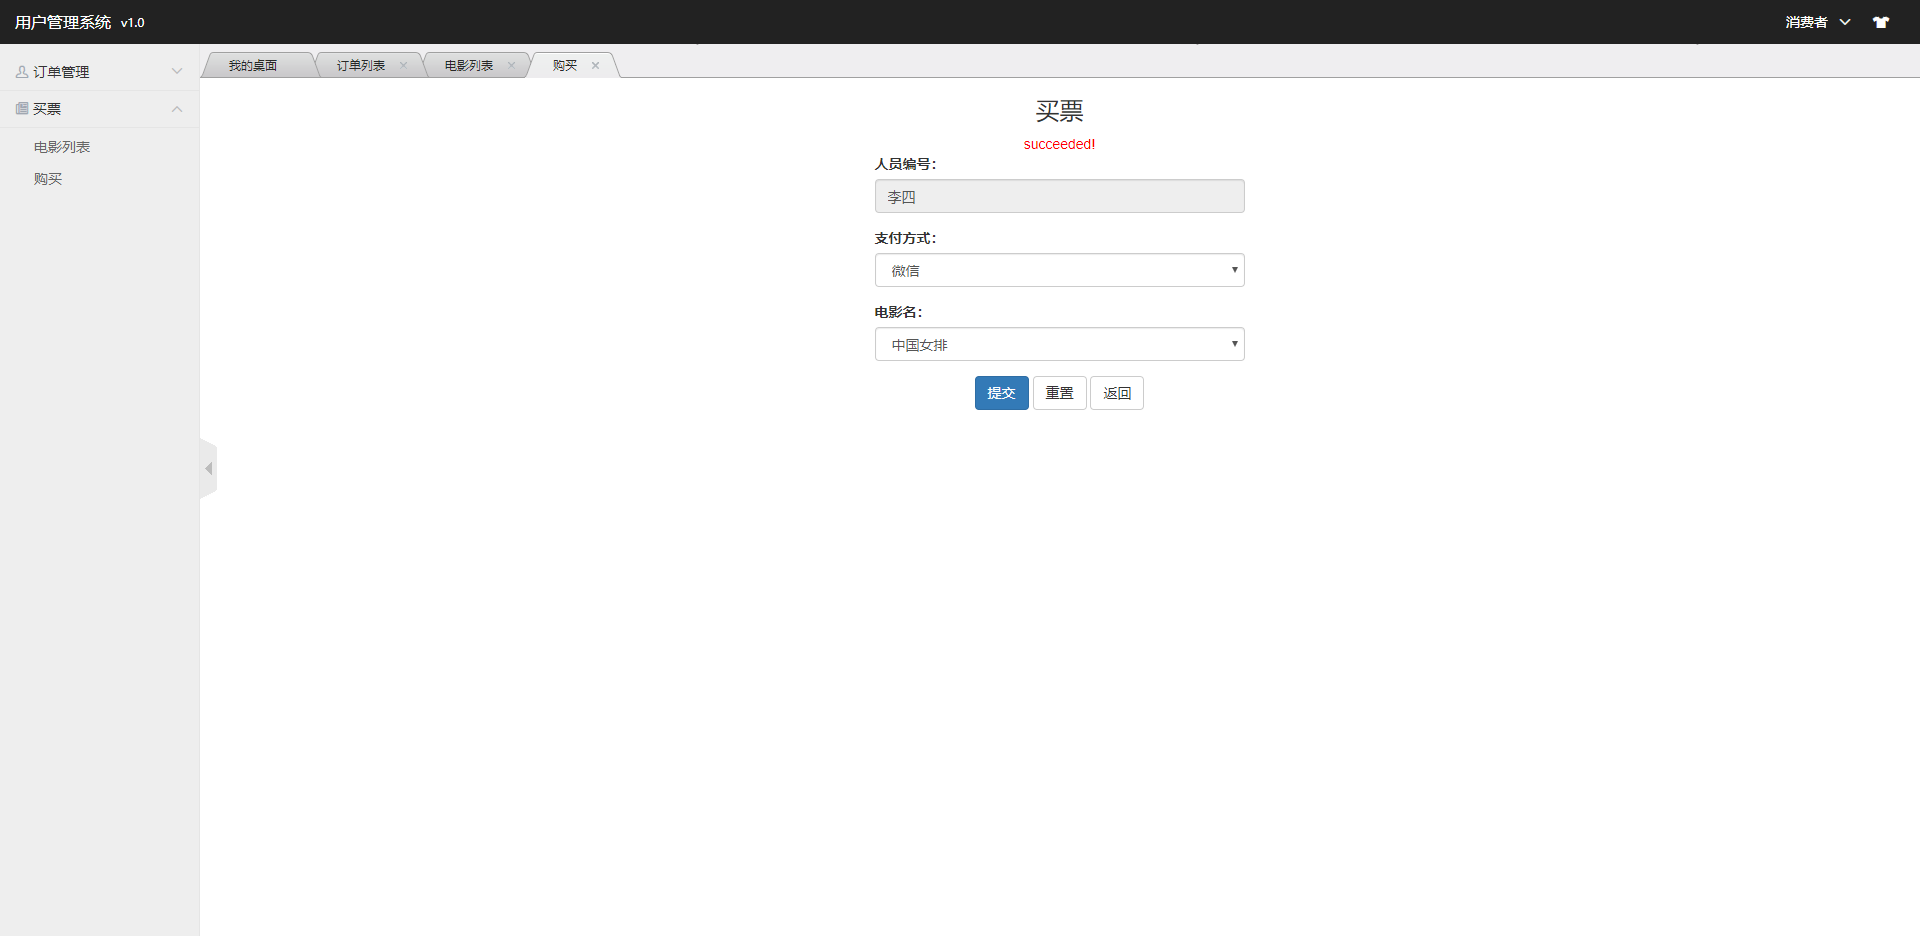 用户管理系统 v1.0
消费者
订单管理
买票
电影列表
购买
我的桌面 订单列表 电影列表 购买
买票
succeeded!
人员编号：
李四
支付方式：
微信
电影名：
中国女排
提交 重置 返回